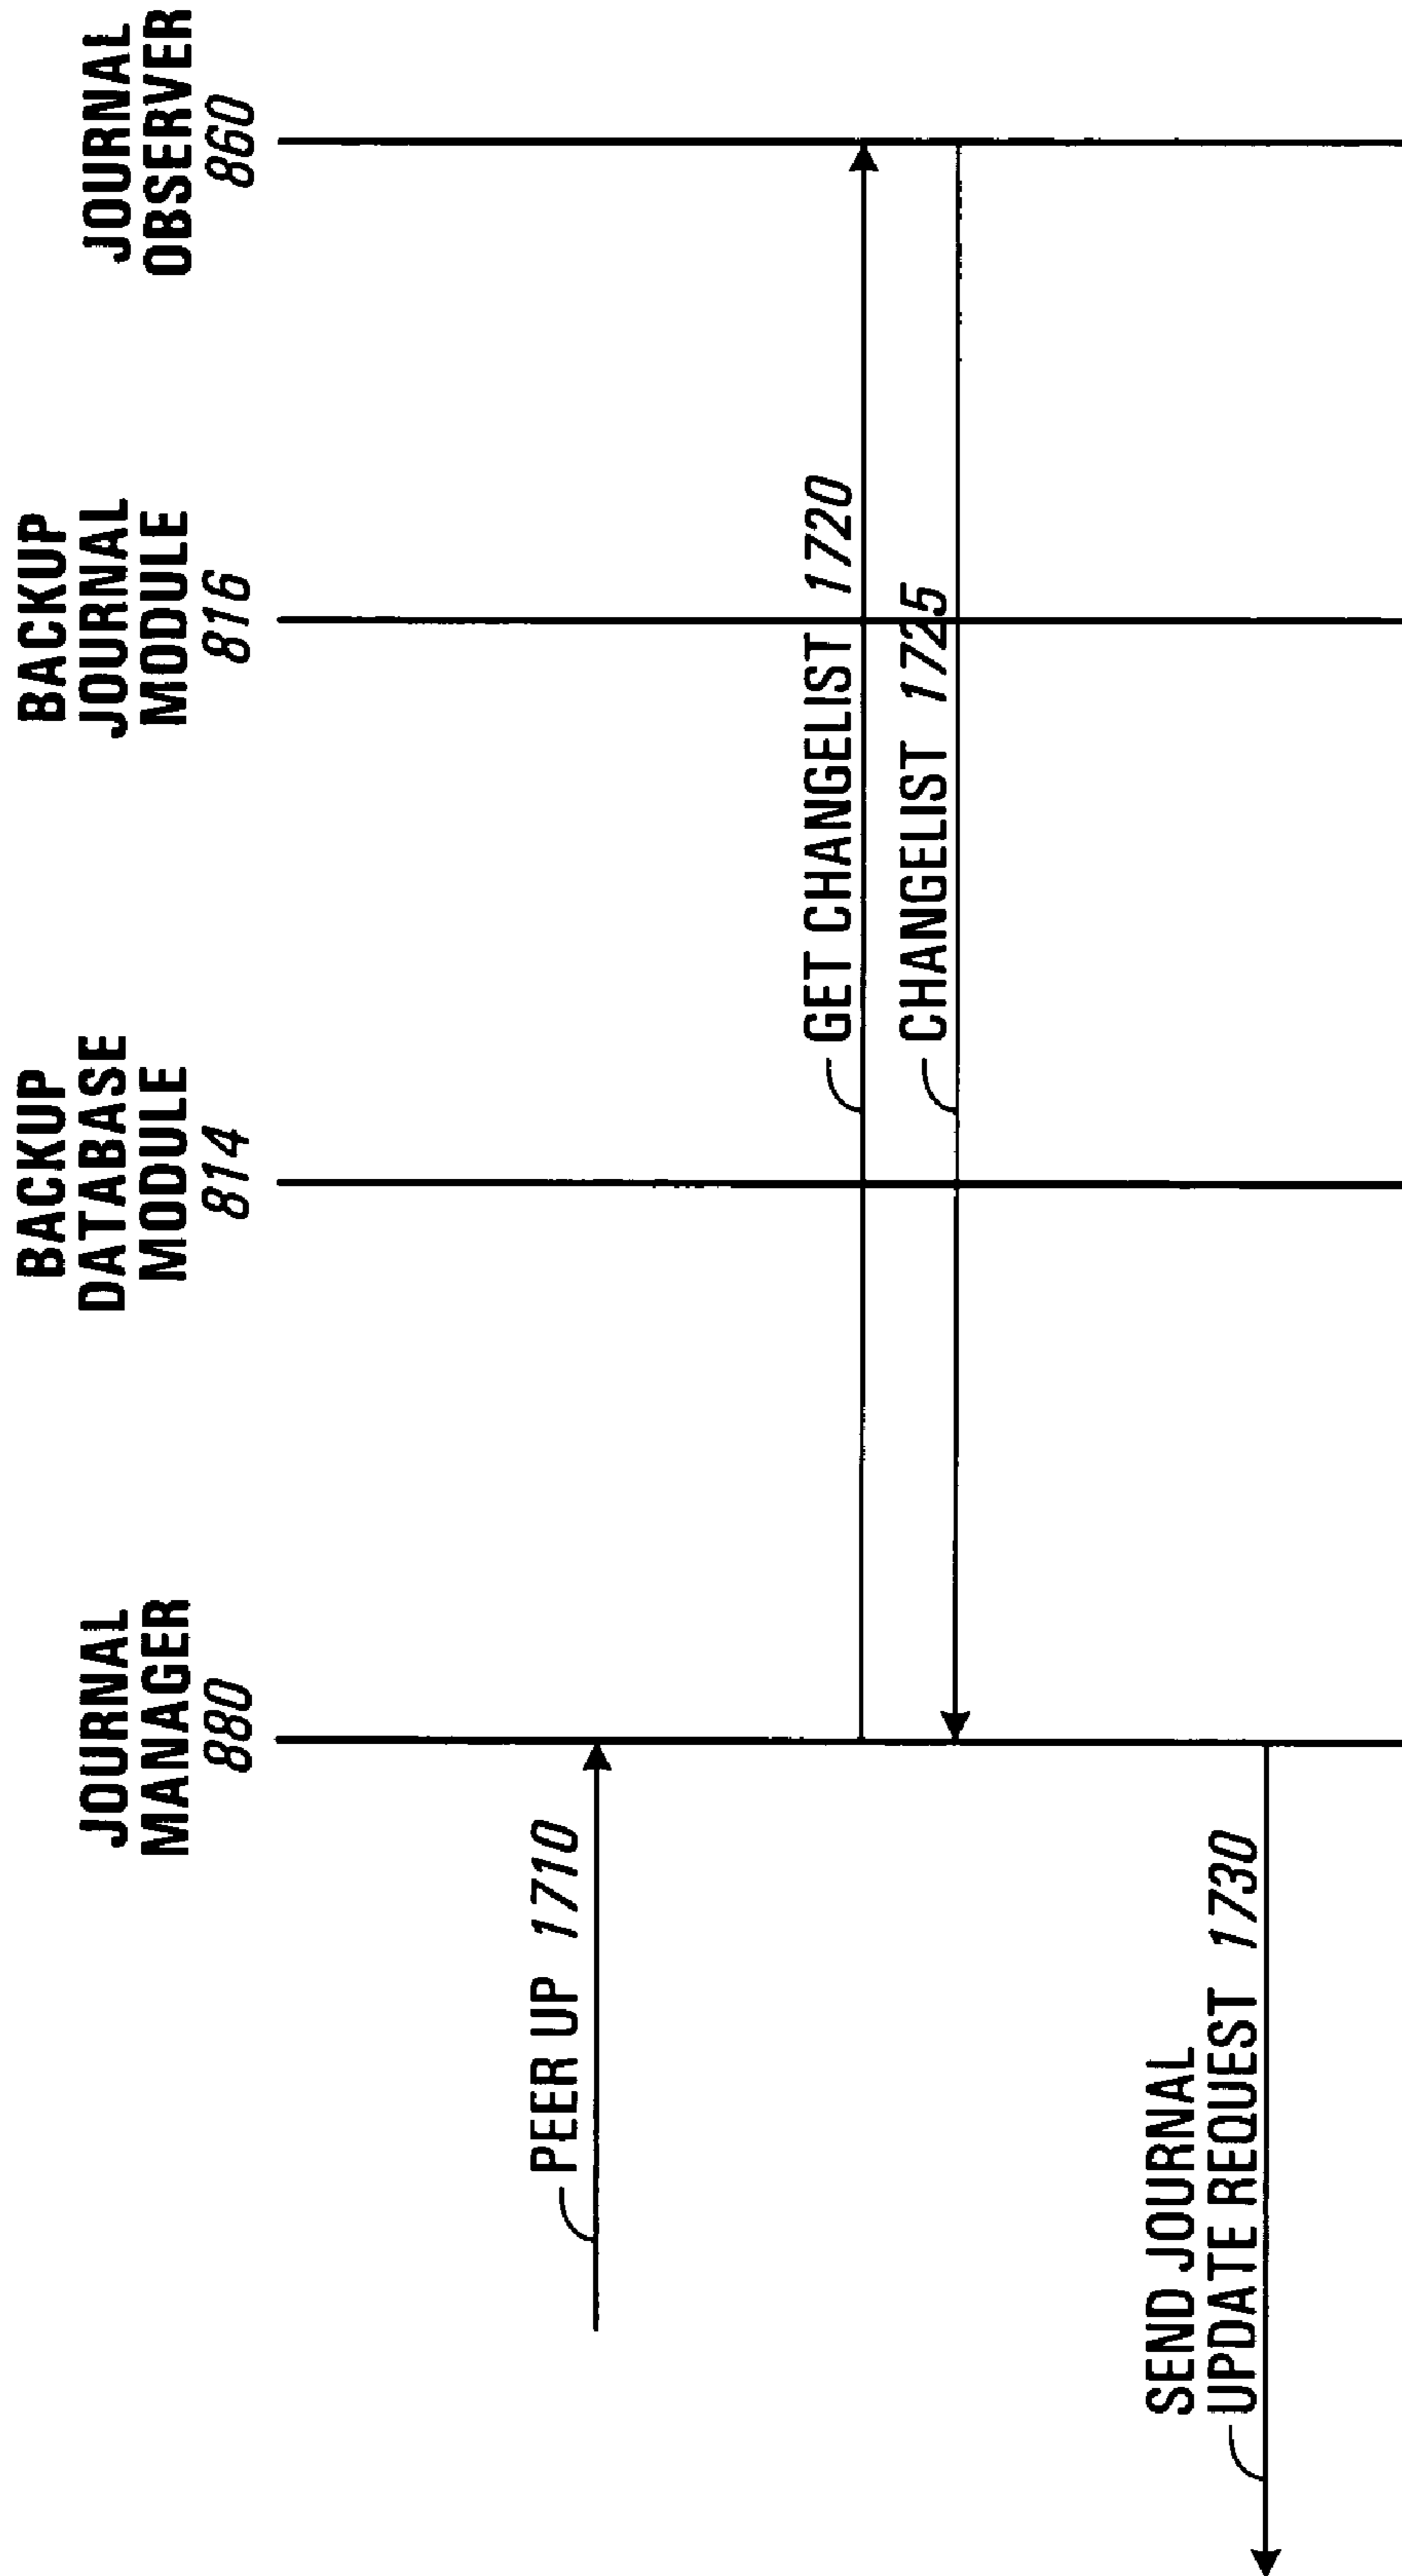 JOURNAL
MANAGER
880
BACKUP
DATABASE
MODULE
814
BACKUP
JOURNAL
MODULE
816
JOURNAL
OBSERVER
860
PEER UP 1710
GET CHANGELIST 1720
CHANGELIST 1725
SEND JOURNAL
UPDATE REQUEST 1730